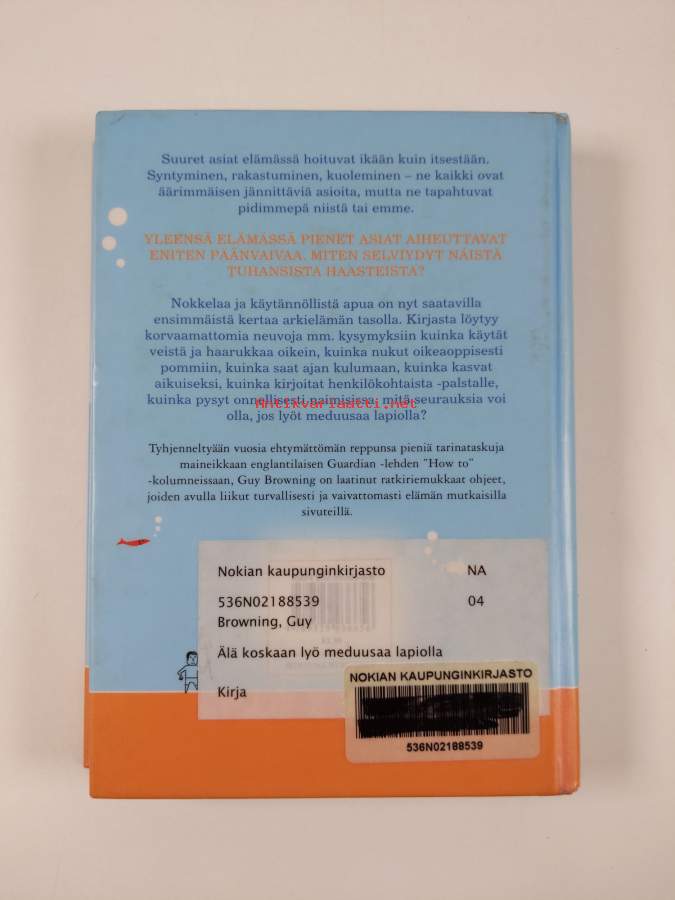 Suuret asiat elämässä hoituvat ikään kuin itsestään.
Syntyminen, rakastuminen, kuoleminen – ne kaikki ovat
äärimmäisen jännittäviä asioita, mutta ne tapahtuvat
pidimmepä niistä tai emme.
YLEENSÄ ELÄMÄSSÄ PIENET ASIAT AIHEUTTAVAT
ENITEN PÄÄNVAIVAA. MITEN SELVIYDYT NÄISTÄ
TUHANSISTA HAASTEISTA?
Nokkelaa ja käytännöllistä apua on nyt saatavilla
ensimmäistä kertaa arkielämän tasolla. Kirjasta löytyy
korvaamattomia neuvoja mm. kysymyksiin kuinka käytät
veistä ja haarukkaa oikein, kuinka nukut oikeaoppisesti
pommiin, kuinka saat ajan kulumaan, kuinka kasvat
aikuiseksi, kuinka kirjoitat henkilökohtaista -palstalle,
kuinka pysyt onnellisesti naimisissa, mitä seurauksia voi
Antikvariaatti.net
olla, jos lyöt meduusaa lapiolla?
Tyhjenneltyään vuosia ehtymättömän reppunsa pieniä tarinataskuja
maineikkaan englantilaisen Guardian -lehden "How to"
-kolumneissaan, Guy Browning on laatinut ratkiriemukkaat ohjeet,
joiden avulla liikut turvallisesti ja vaivattomasti elämän mutkaisilla
sivuteillä.
Nokian kaupunginkirjasto NA
536N02188539 04
Browning, Guy
Älä koskaan lyö meduusaa lapiolla
Kirja
NOKIAN KAUPUNGINKIRJASTO
536N02188539